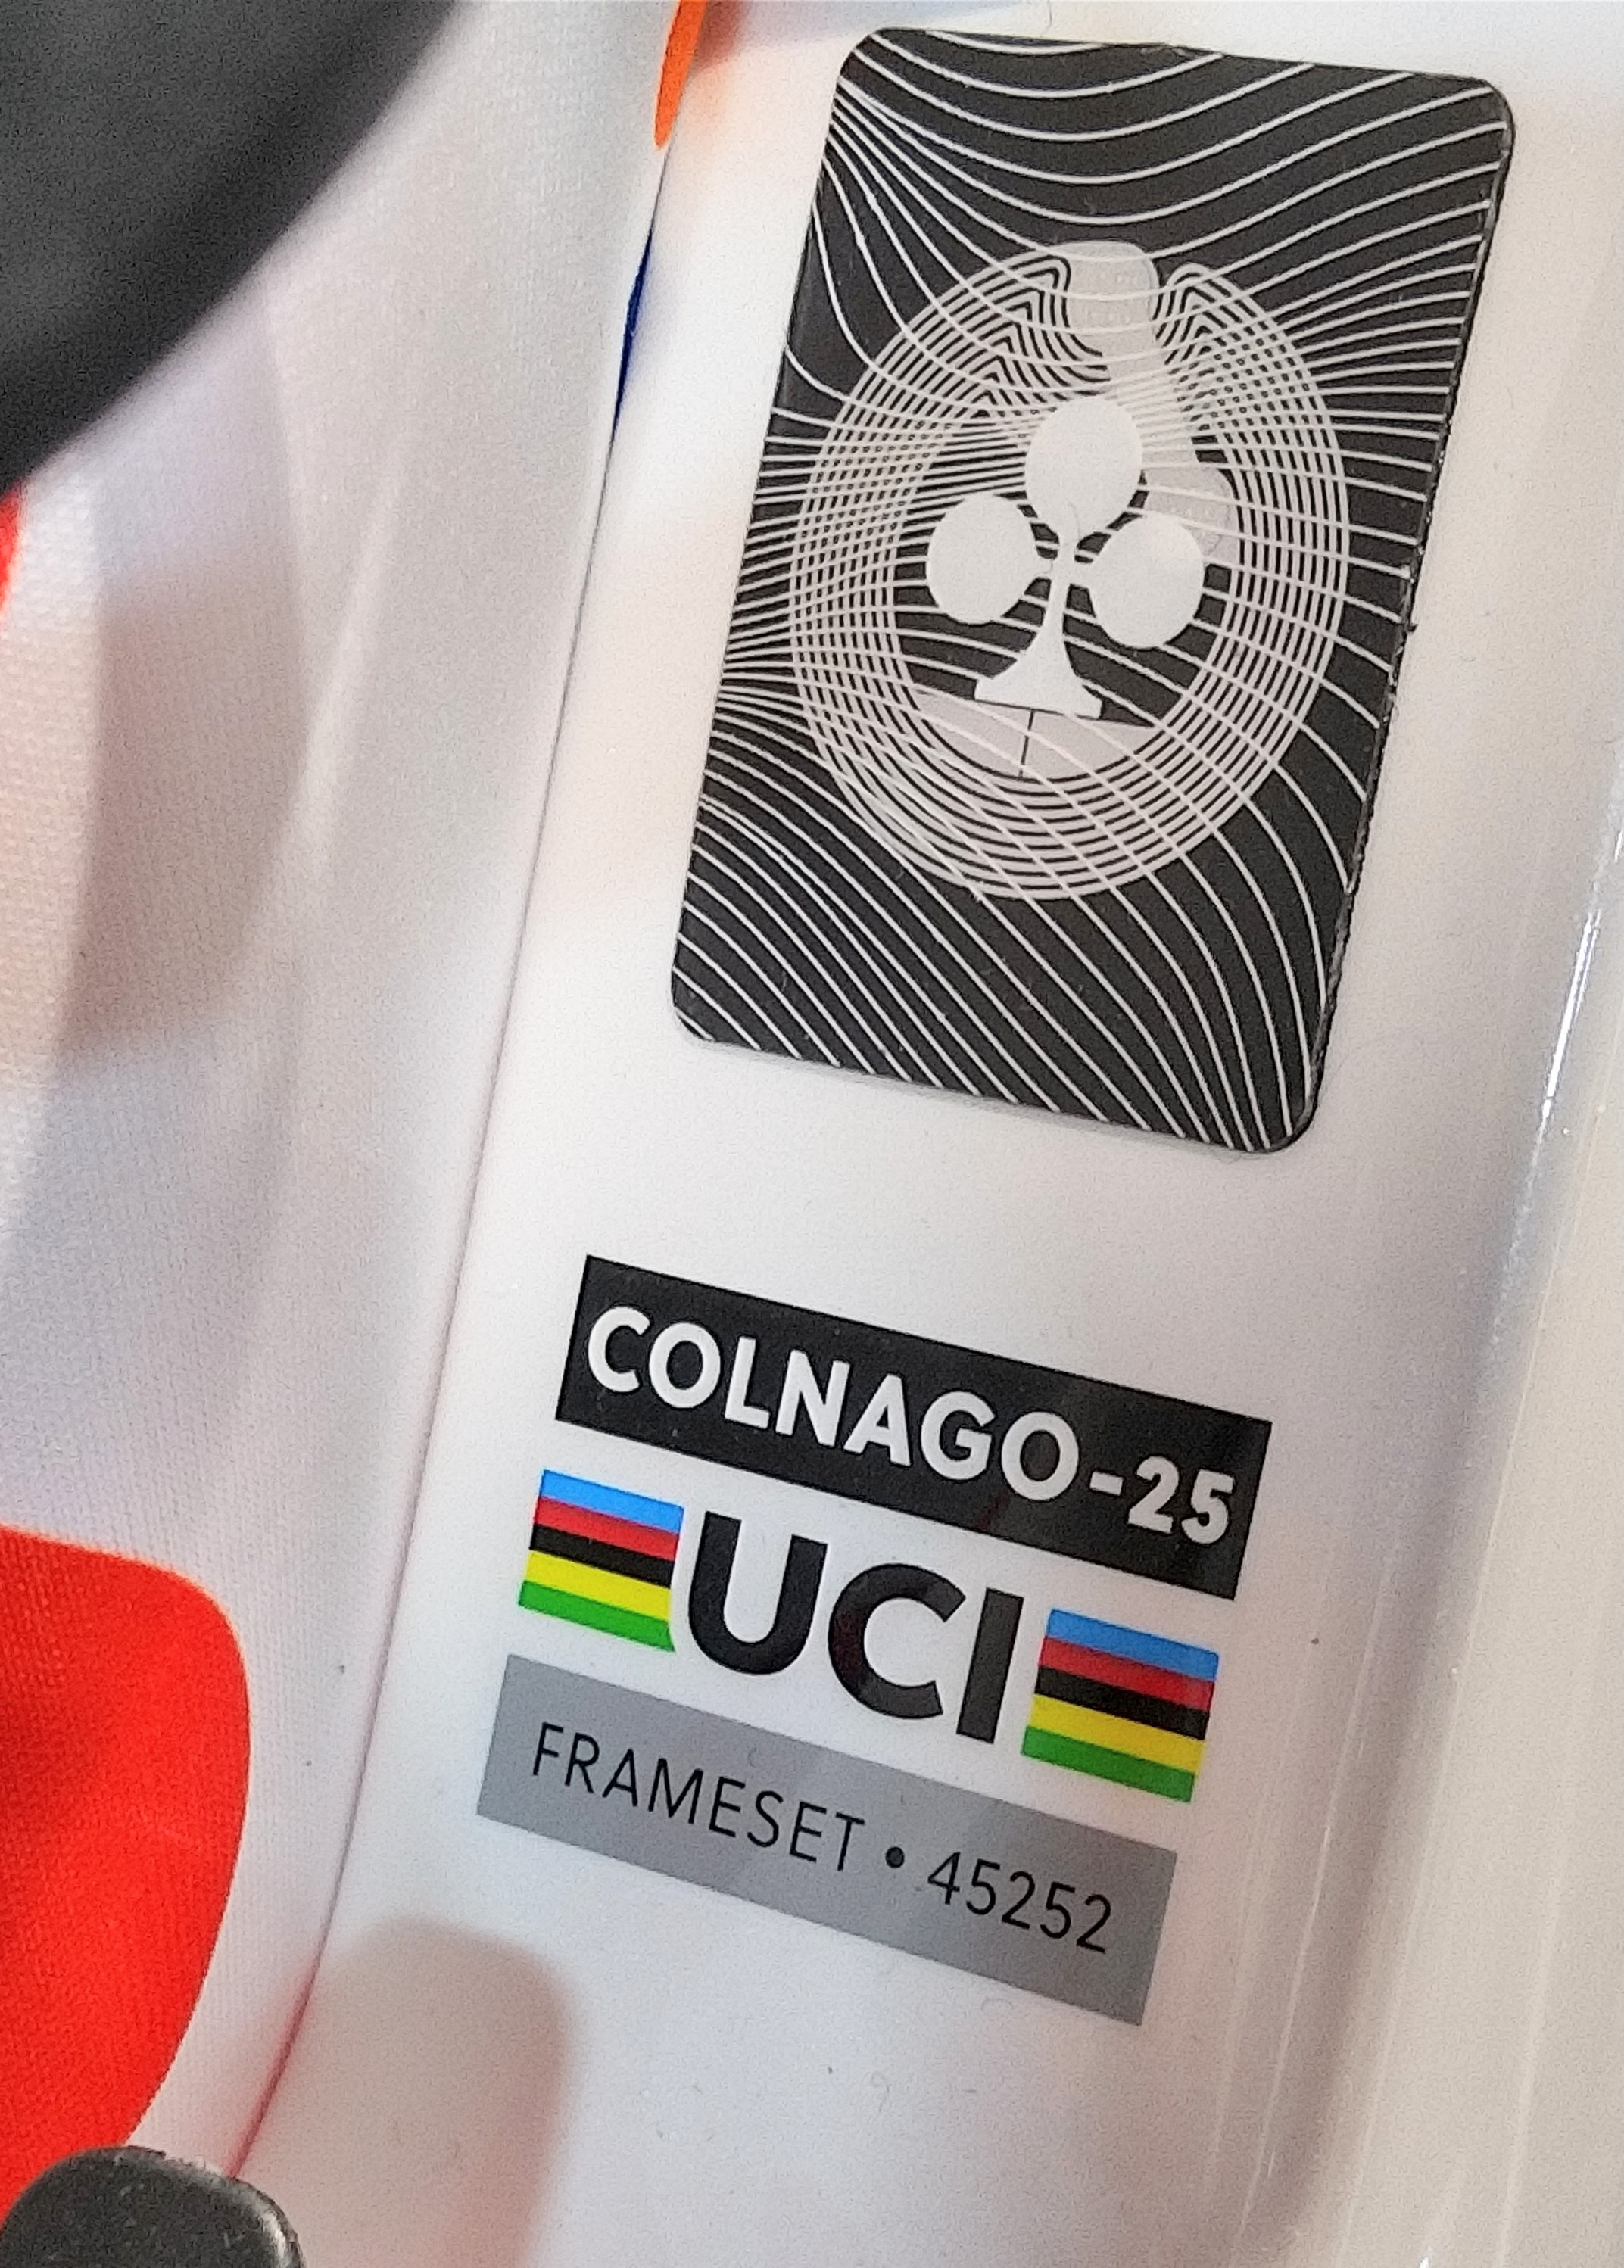 COLNAGO-25
UCI
FRAMESET • 45252